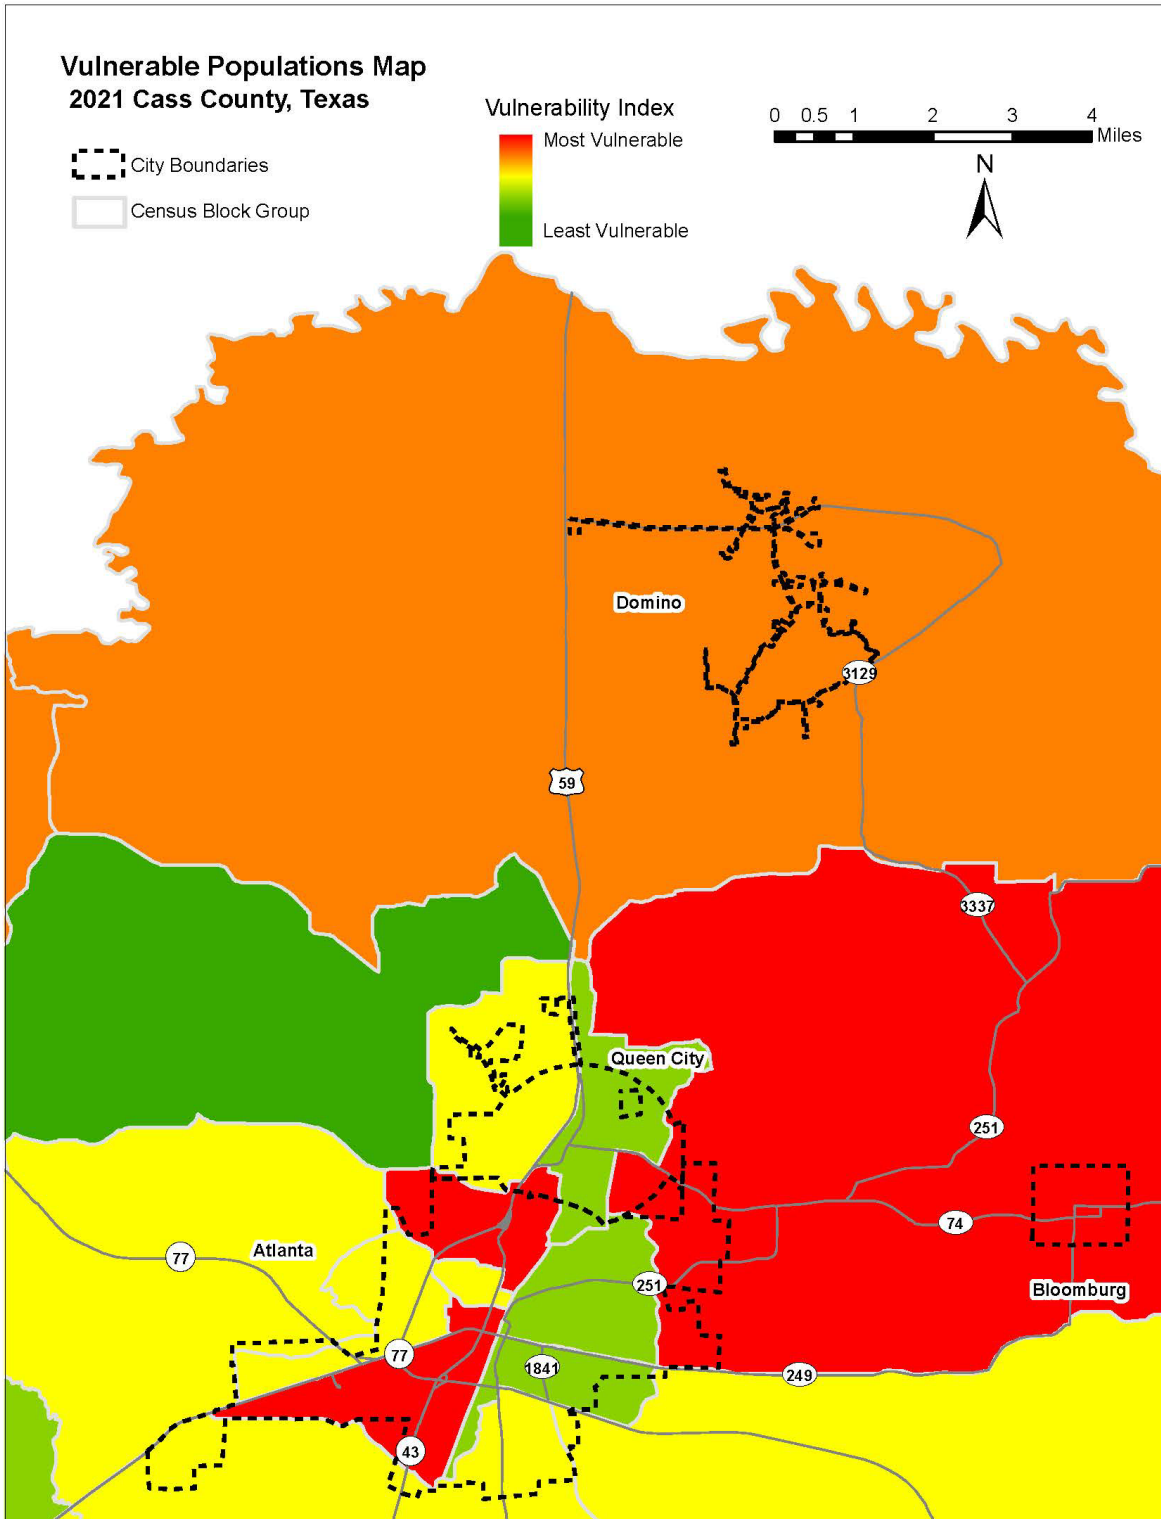 Vulnerable Populations Map
2021 Cass County, Texas
City Boundaries
Census Block Group
Vulnerability Index
Most Vulnerable
Least Vulnerable
0 0.5 1 2 3 4
Miles
N
Domino
3129
59
3337
Queen City
251
74
77
Atlanta
251
Bloomburg
77
1841
249
43